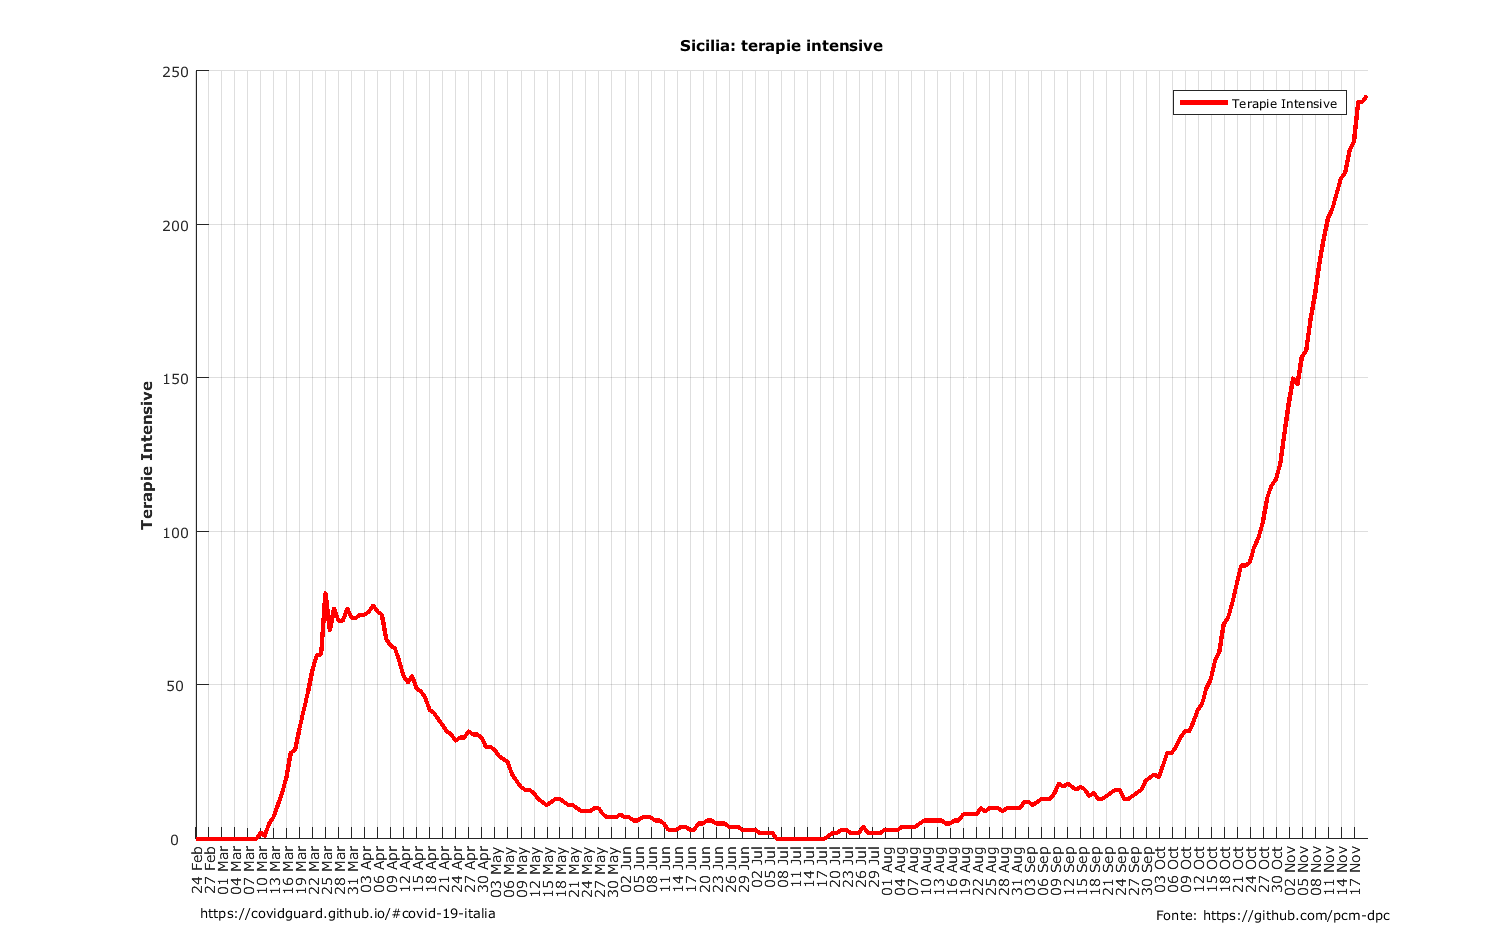 Sicilia: terapie intensive
Terapie Intensive
Terapie Intensive
250
200
150
100
50
0
24 Feb
27 Feb
01 Mar
04 Mar
07 Mar
10 Mar
13 Mar
16 Mar
19 Mar
22 Mar
25 Mar
28 Mar
31 Mar
03 Apr
06 Apr
09 Apr
12 Apr
15 Apr
18 Apr
21 Apr
24 Apr
27 Apr
30 Apr
03 May
06 May
09 May
12 May
15 May
18 May
21 May
24 May
27 May
30 May
02 Jun
05 Jun
08 Jun
11 Jun
14 Jun
17 Jun
20 Jun
23 Jun
26 Jun
29 Jun
02 Jul
05 Jul
08 Jul
11 Jul
14 Jul
17 Jul
20 Jul
23 Jul
26 Jul
29 Jul
01 Aug
04 Aug
07 Aug
10 Aug
13 Aug
16 Aug
19 Aug
22 Aug
25 Aug
28 Aug
31 Aug
03 Sep
06 Sep
09 Sep
12 Sep
15 Sep
18 Sep
21 Sep
24 Sep
27 Sep
30 Sep
03 Oct
06 Oct
09 Oct
12 Oct
15 Oct
18 Oct
21 Oct
24 Oct
27 Oct
30 Oct
02 Nov
05 Nov
08 Nov
11 Nov
14 Nov
17 Nov
https://covidguard.github.io/#covid-19-italia
Fonte: https://github.com/pcm-dpc